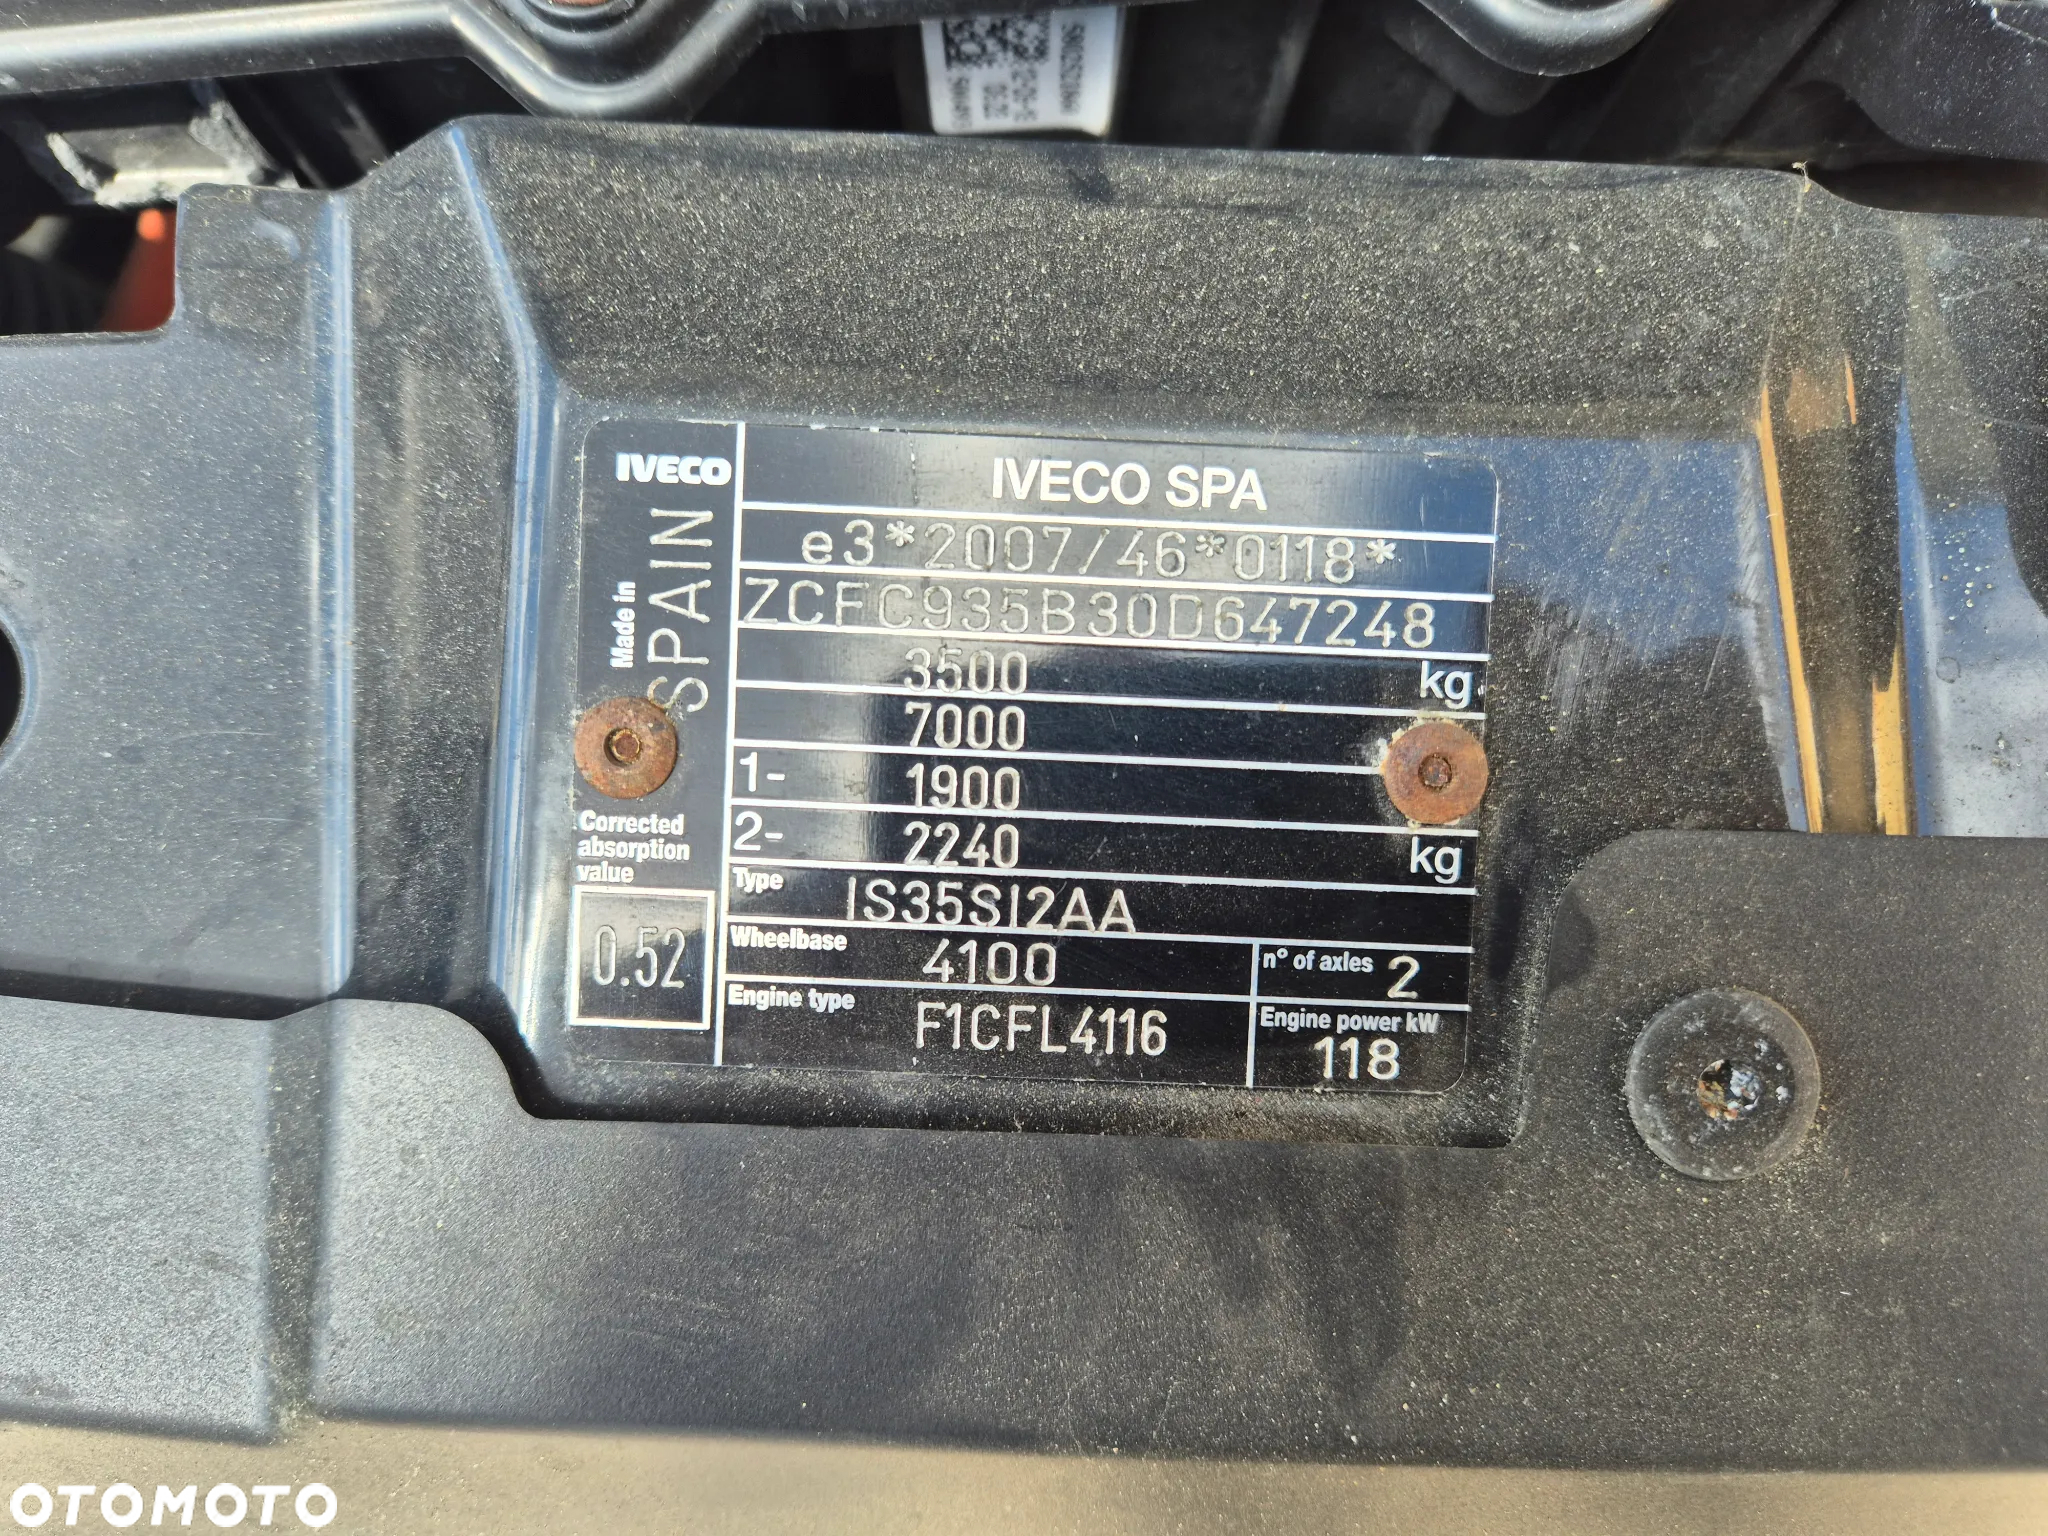 IVECO
Made in
SPAIN
IVECO SPA
e3*2007/46*0118*
ZCFC935B30D647248
3500 kg
7000
1- 1900
2- 2240 kg
Corrected
absorption
value
0.52
Type IS35SI2AA
Wheelbase 4100 n° of axles 2
Engine type F1CFL4116 Engine power kW 118
OTOMOTO